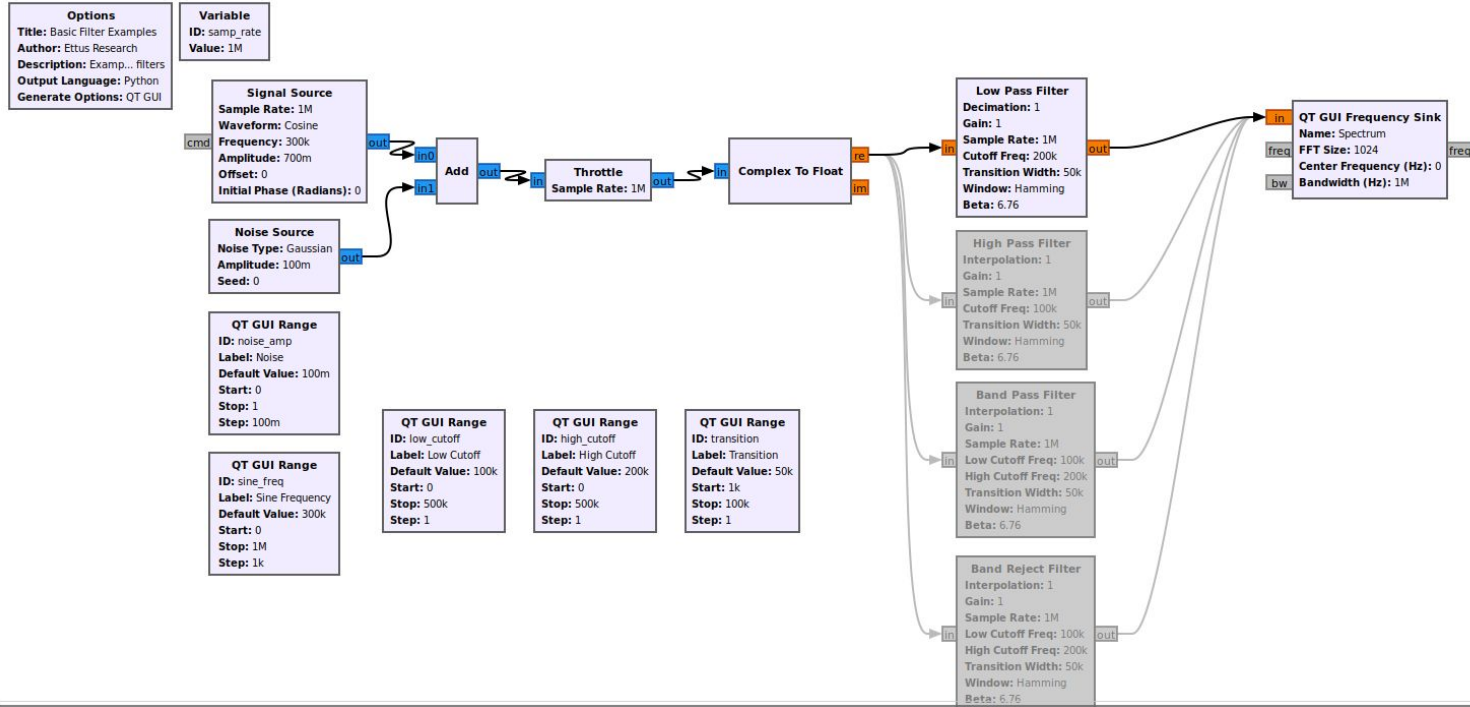 Options
Title: Basic Filter Examples
Author: Ettus Research
Description: Examp... filters
Output Language: Python
Generate Options: QT GUI
Variable
ID: samp_rate
Value: 1M
Signal Source
Sample Rate: 1M
Waveform: Cosine
Frequency: 300k
Amplitude: 700m
Offset: 0
Initial Phase (Radians): 0
cmd
out
Noise Source
Noise Type: Gaussian
Amplitude: 100m
Seed: 0
out
in0
in1
Add
out
in
Throttle
Sample Rate: 1M
out
in
Complex To Float
re
im
in
Low Pass Filter
Decimation: 1
Gain: 1
Sample Rate: 1M
Cutoff Freq: 200k
Transition Width: 50k
Window: Hamming
Beta: 6.76
out
in
High Pass Filter
Interpolation: 1
Gain: 1
Sample Rate: 1M
Cutoff Freq: 100k
Transition Width: 50k
Window: Hamming
Beta: 6.76
out
in
Band Pass Filter
Interpolation: 1
Gain: 1
Sample Rate: 1M
Low Cutoff Freq: 100k
High Cutoff Freq: 200k
Transition Width: 50k
Window: Hamming
Beta: 6.76
out
in
Band Reject Filter
Interpolation: 1
Gain: 1
Sample Rate: 1M
Low Cutoff Freq: 100k
High Cutoff Freq: 200k
Transition Width: 50k
Window: Hamming
Beta: 6.76
out
in
freq
bw
QT GUI Frequency Sink
Name: Spectrum
FFT Size: 1024
Center Frequency (Hz): 0
Bandwidth (Hz): 1M
freq
QT GUI Range
ID: noise_amp
Label: Noise
Default Value: 100m
Start: 0
Stop: 1
Step: 100m
QT GUI Range
ID: sine_freq
Label: Sine Frequency
Default Value: 300k
Start: 0
Stop: 1M
Step: 1k
QT GUI Range
ID: low_cutoff
Label: Low Cutoff
Default Value: 100k
Start: 0
Stop: 500k
Step: 1
QT GUI Range
ID: high_cutoff
Label: High Cutoff
Default Value: 200k
Start: 0
Stop: 500k
Step: 1
QT GUI Range
ID: transition
Label: Transition
Default Value: 50k
Start: 1k
Stop: 100k
Step: 1